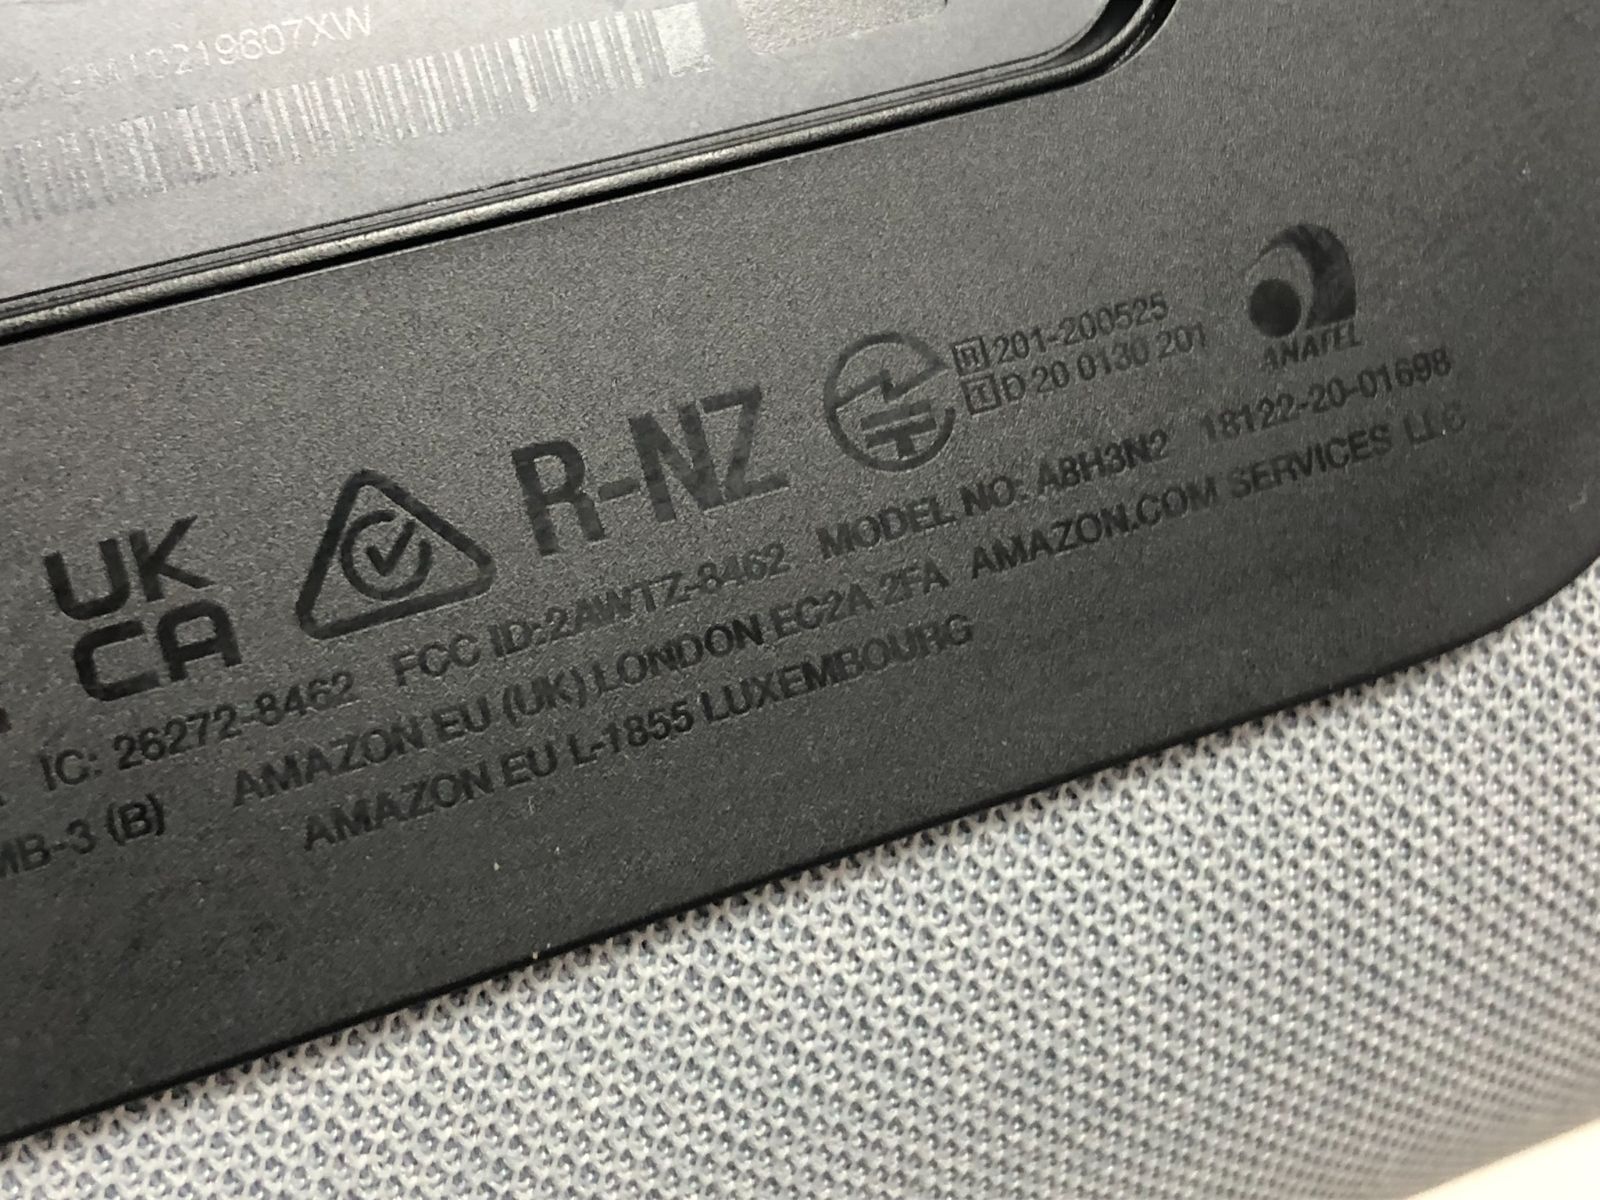 19607XW
UK
CA
R-NZ
R 201-200525
T D 20 0130 201
ANATEL
IC: 26272-8462 FCC ID:2AWTZ-8462 MODEL NO: A8H3N2 18122-20-01698
MB-3 (B) AMAZON EU (UK) LONDON EC2A 2FA AMAZON.COM SERVICES LLC
AMAZON EU L-1855 LUXEMBOURG